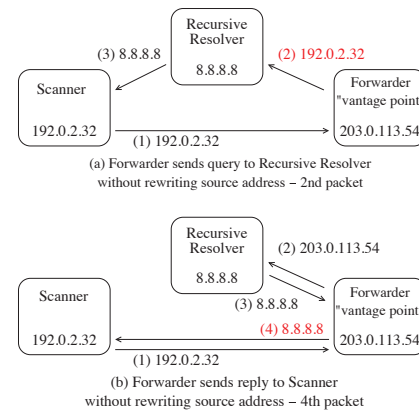 Recursive
Resolver
8.8.8.8
(3) 8.8.8.8
(2) 192.0.2.32
Scanner
192.0.2.32
Forwarder
"vantage point"
203.0.113.54
(1) 192.0.2.32
(a) Forwarder sends query to Recursive Resolver
without rewriting source address – 2nd packet
Recursive
Resolver
8.8.8.8
(2) 203.0.113.54
(3) 8.8.8.8
Scanner
192.0.2.32
Forwarder
"vantage point"
203.0.113.54
(4) 8.8.8.8
(1) 192.0.2.32
(b) Forwarder sends reply to Scanner
without rewriting source address – 4th packet